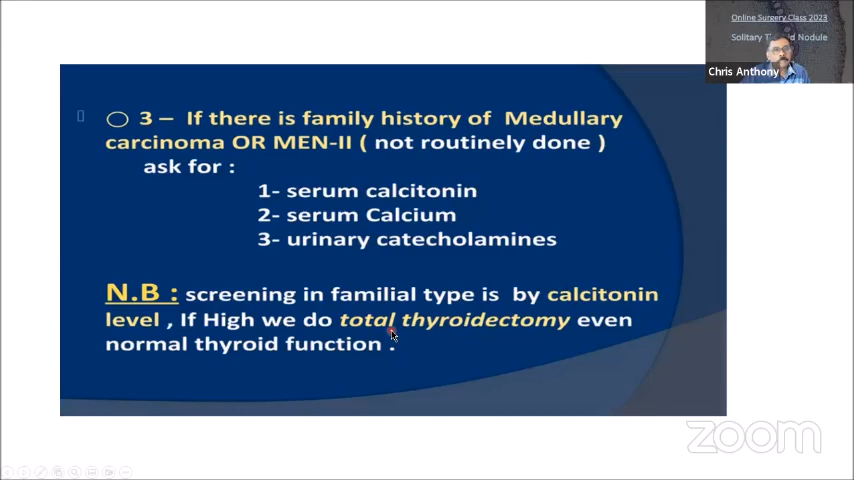 Online Surgery Class 2023
Solitary Nodule
Chris Anthony
3 – If there is family history of Medullary
carcinoma OR MEN-II ( not routinely done )
ask for :
1- serum calcitonin
2- serum Calcium
3- urinary catecholamines
N.B : screening in familial type is by calcitonin
level , If High we do total thyroidectomy even
normal thyroid function .
zoom